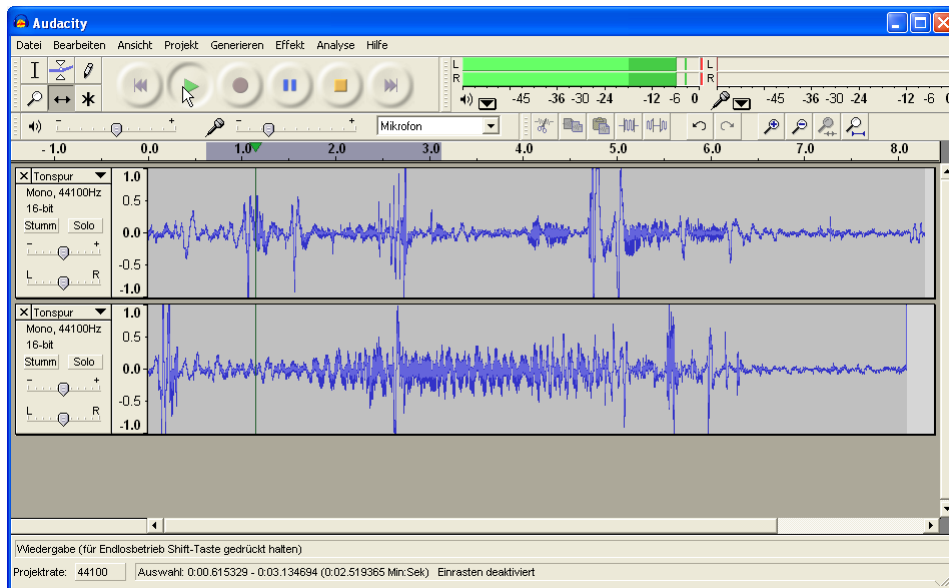 Audacity
Datei Bearbeiten Ansicht Projekt Generieren Effekt Analyse Hilfe
L
R
-45 -36 -30 -24 -12 -6 0
L
R
-45 -36 -30 -24 -12 -6 0
- + - + Mikrofon
- 1.0 0.0 1.0 2.0 3.0 4.0 5.0 6.0 7.0 8.0
Tonspur
Mono, 44100Hz
16-bit
Stumm Solo
- +
L R
1.0
0.5
0.0
-0.5
-1.0
Tonspur
Mono, 44100Hz
16-bit
Stumm Solo
- +
L R
1.0
0.5
0.0
-0.5
-1.0
Wiedergabe (für Endlosbetrieb Shift-Taste gedrückt halten)
Projektrate: 44100 Auswahl: 0:00.615329 - 0:03.134694 (0:02.519365 Min:Sek) Einrasten deaktiviert